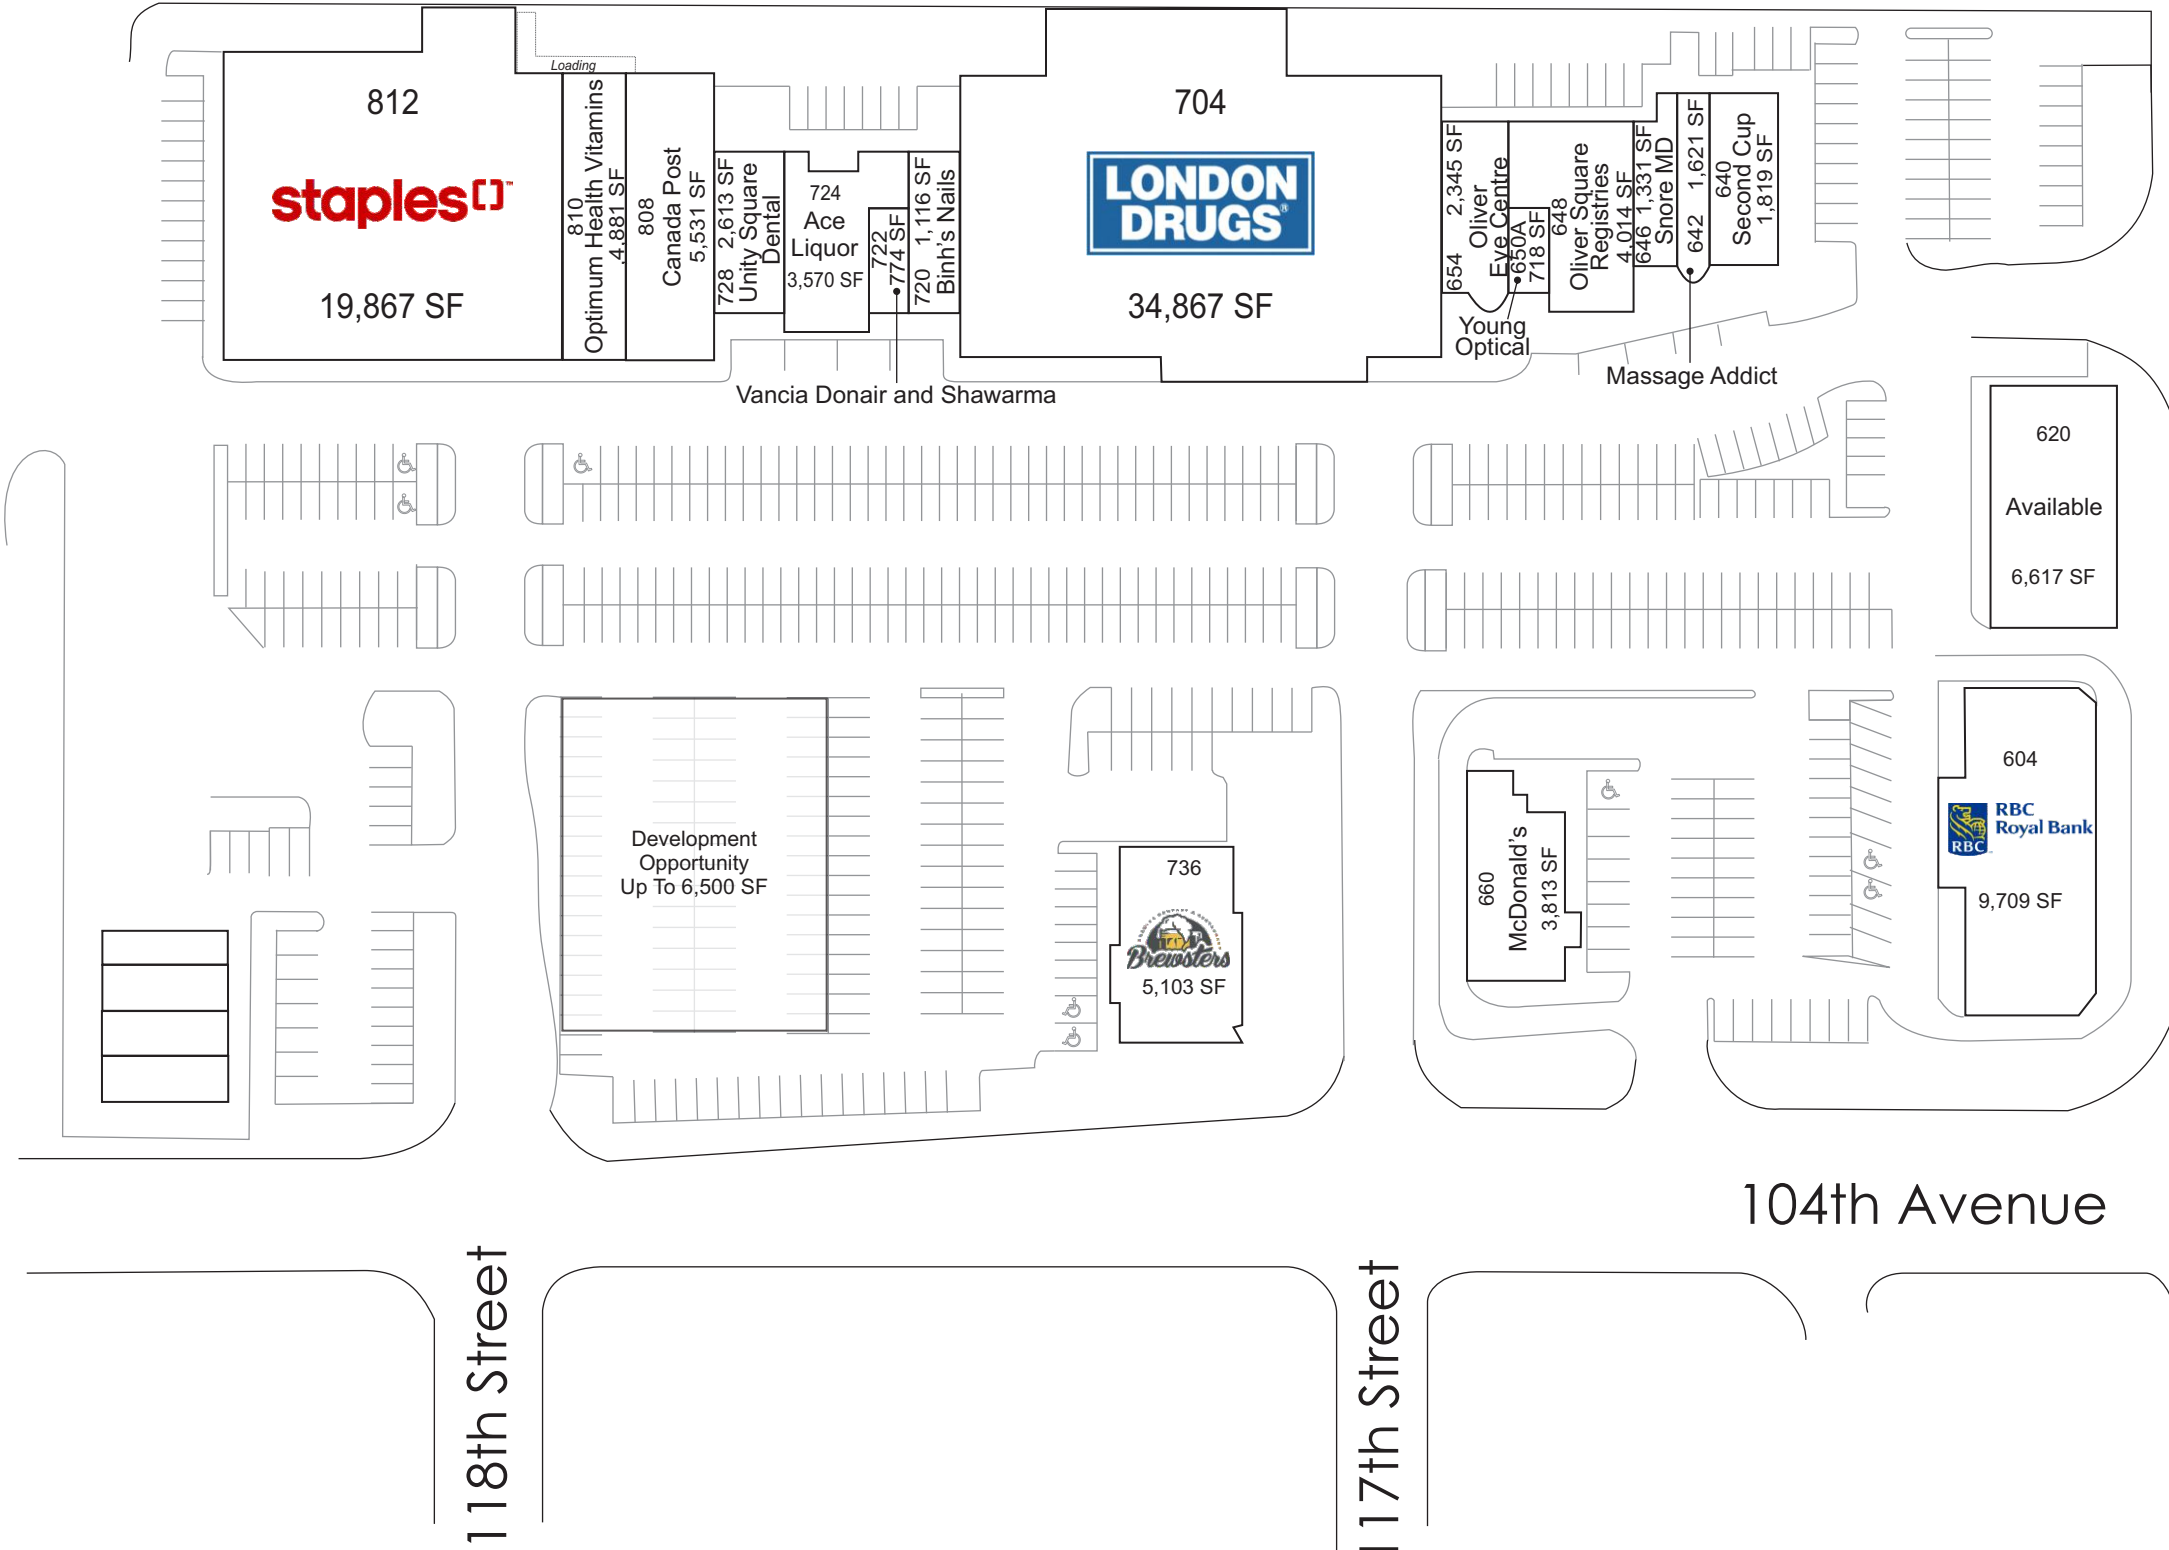 812
staples
19,867 SF
Loading
810
Optimum Health Vitamins
4,881 SF
808
Canada Post
5,531 SF
728 2,613 SF
Unity Square
Dental
724
Ace
Liquor
3,570 SF
722
774 SF
Vancia Donair and Shawarma
720 1,116 SF
Binh's Nails
704
LONDON
DRUGS
34,867 SF
654 2,345 SF
Oliver
Eye Centre
650A
718 SF
Young
Optical
648
Oliver Square
Registries
4,014 SF
646 1,331 SF
Snore MD
642 1,621 SF
Massage Addict
640
Second Cup
1,819 SF
620
Available
6,617 SF
Development
Opportunity
Up To 6,500 SF
736
Brewsters
5,103 SF
660
McDonald's
3,813 SF
604
RBC
RBC
Royal Bank
9,709 SF
104th Avenue
118th Street
117th Street